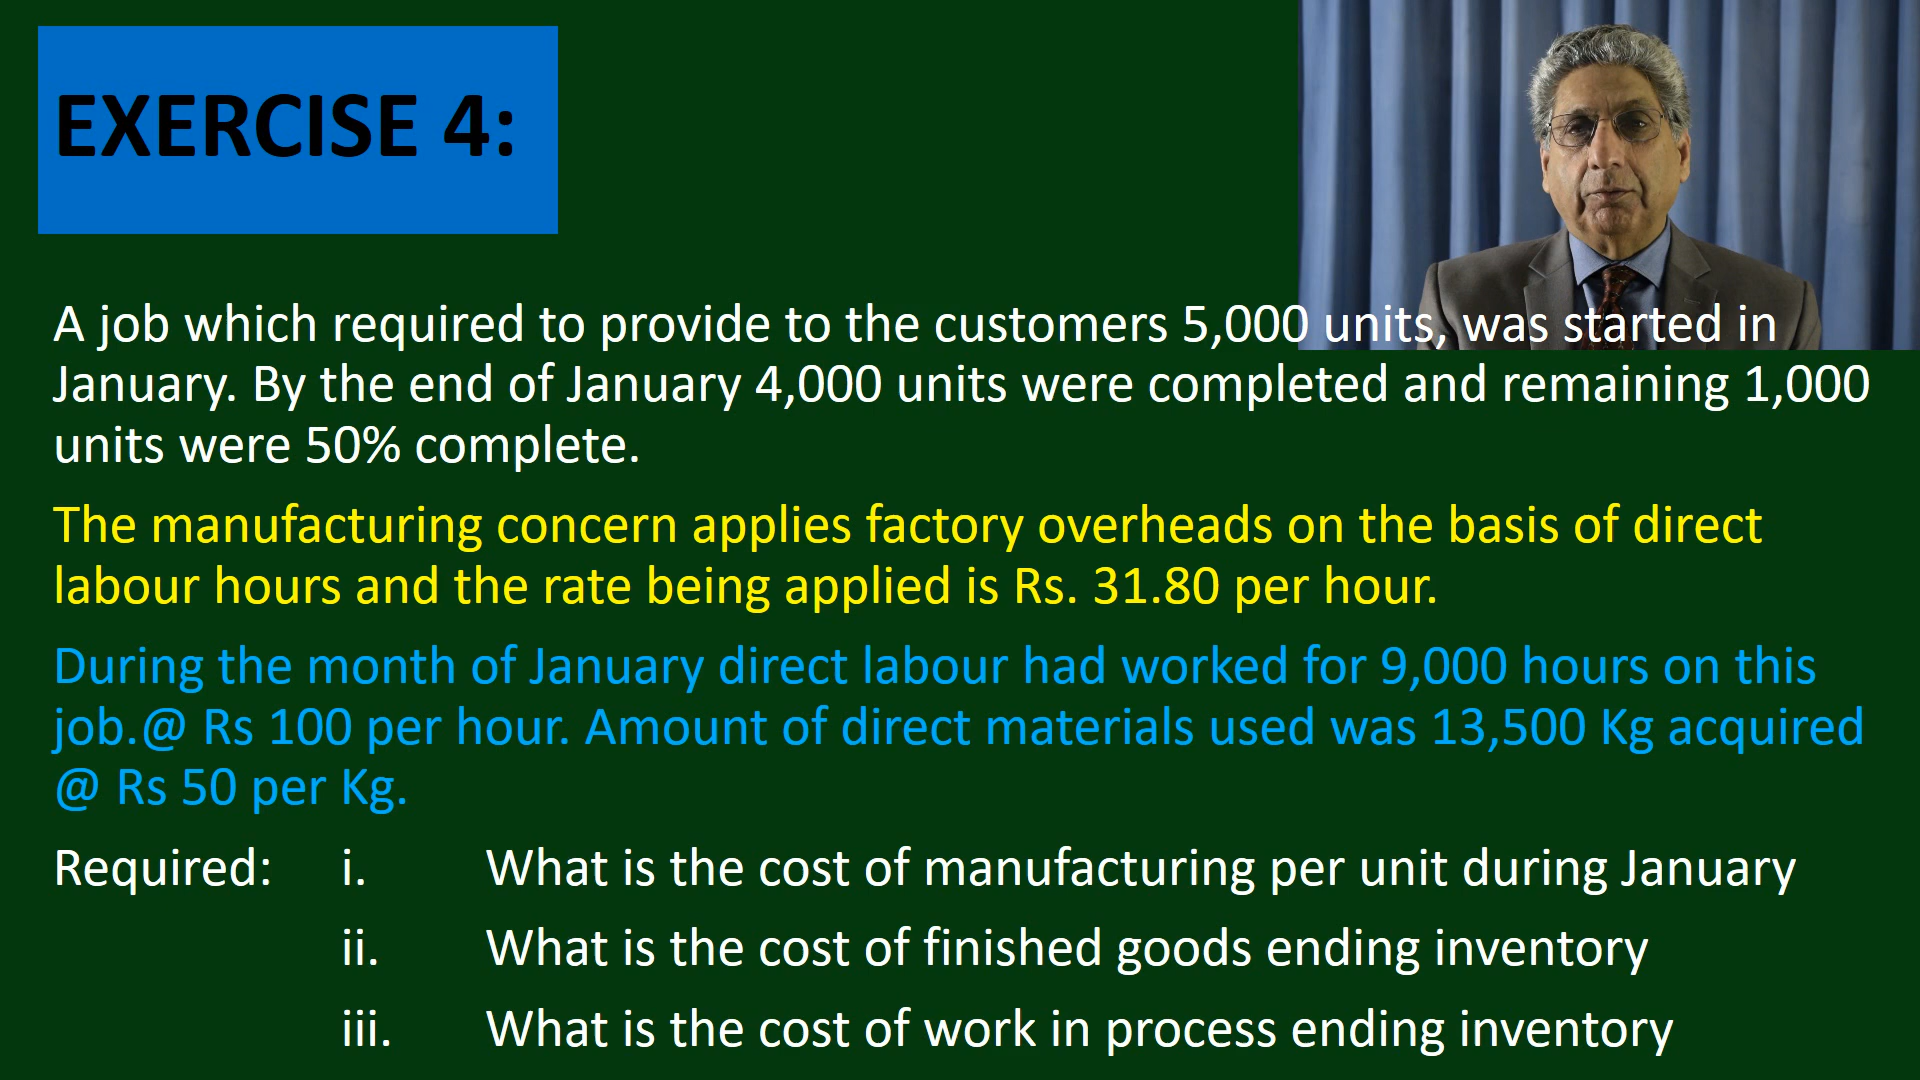 EXERCISE 4:
A job which required to provide to the customers 5,000 units, was started in
January. By the end of January 4,000 units were completed and remaining 1,000
units were 50% complete.
The manufacturing concern applies factory overheads on the basis of direct
labour hours and the rate being applied is Rs. 31.80 per hour.
During the month of January direct labour had worked for 9,000 hours on this
job.@ Rs 100 per hour. Amount of direct materials used was 13,500 Kg acquired
@ Rs 50 per Kg.
Required: i. What is the cost of manufacturing per unit during January
ii. What is the cost of finished goods ending inventory
iii. What is the cost of work in process ending inventory